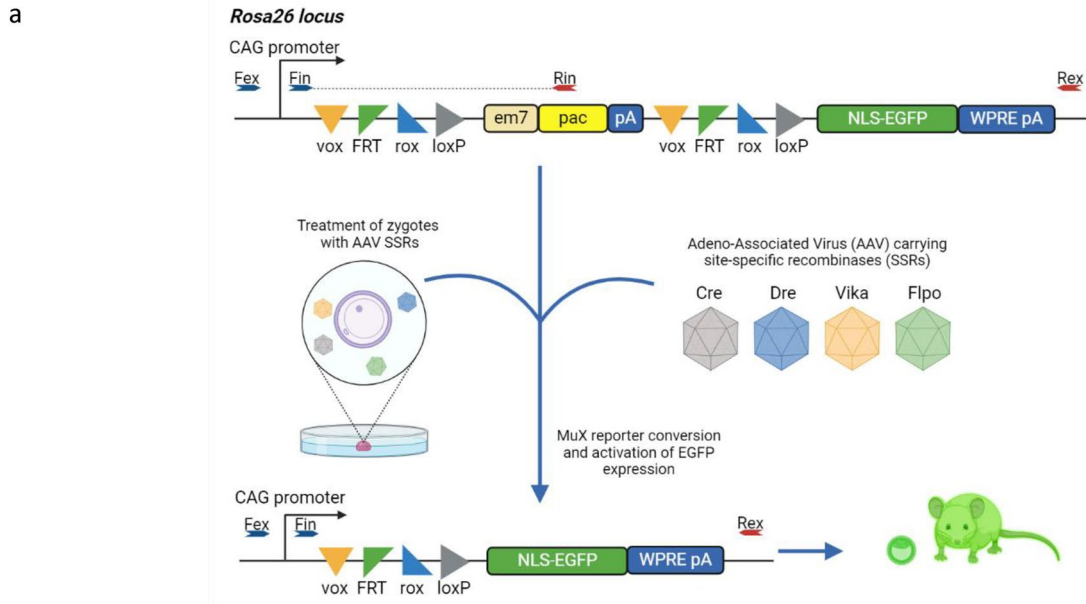 a
Rosa26 locus
CAG promoter
Fex Fin Rin Rex
em7 pac pA NLS-EGFP WPRE pA
vox FRT rox loxP vox FRT rox loxP
Treatment of zygotes
with AAV SSRs
Adeno-Associated Virus (AAV) carrying
site-specific recombinases (SSRs)
Cre Dre Vika Flpo
MuX reporter conversion
and activation of EGFP
expression
CAG promoter
Fex Fin Rex
NLS-EGFP WPRE pA
vox FRT rox loxP